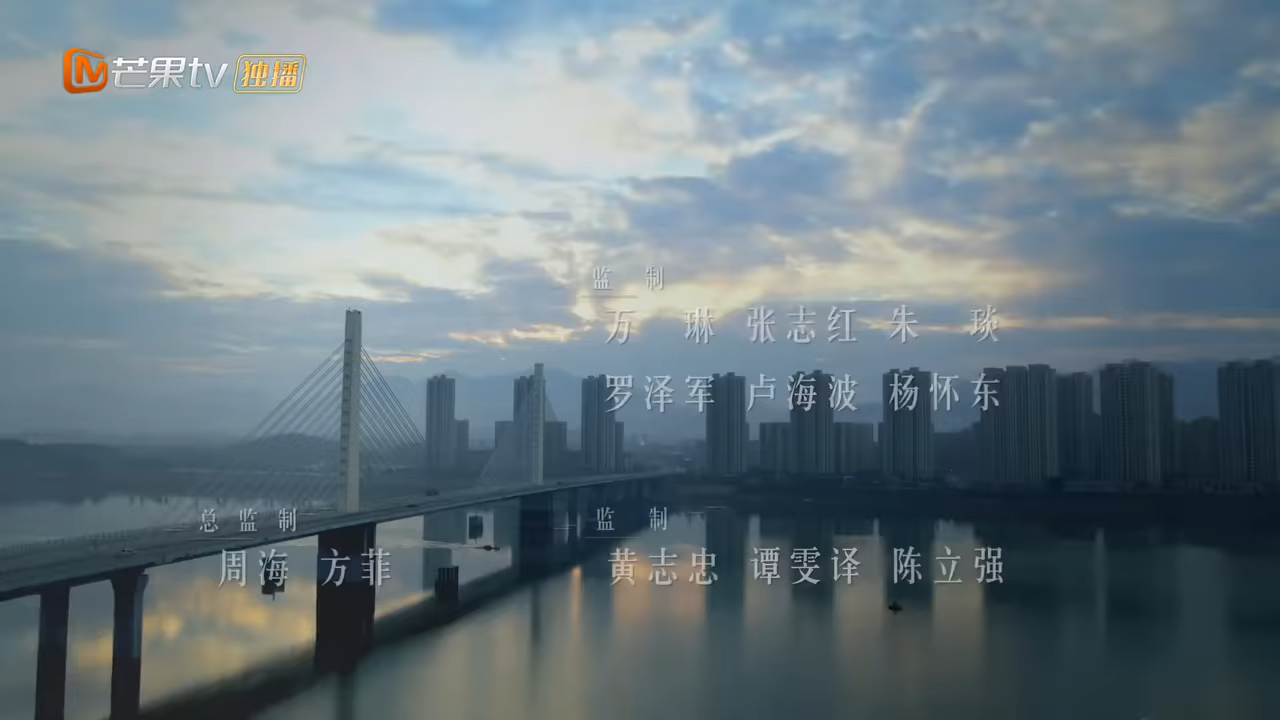 芒果tv 独播
监制
万琳 张志红 朱琰
罗泽军 卢海波 杨怀东
总监制
周海 方菲
监制
黄志忠 谭雯译 陈立强